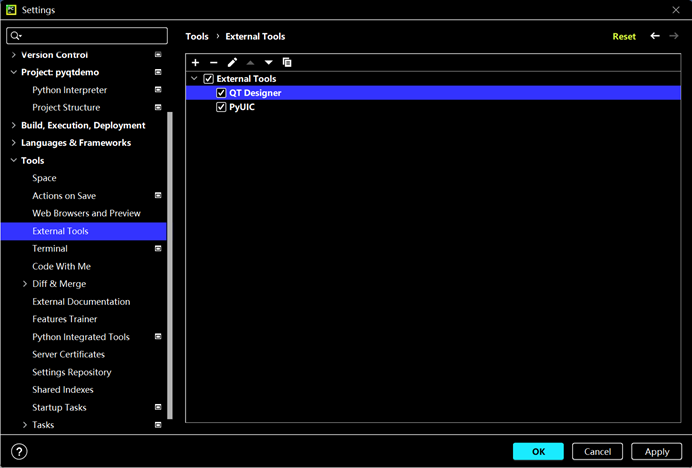 Settings
Version Control
Project: pyqtdemo
Python Interpreter
Project Structure
Build, Execution, Deployment
Languages & Frameworks
Tools
Space
Actions on Save
Web Browsers and Preview
External Tools
Terminal
Code With Me
Diff & Merge
External Documentation
Features Trainer
Python Integrated Tools
Server Certificates
Settings Repository
Shared Indexes
Startup Tasks
Tasks
Tools › External Tools
Reset
External Tools
QT Designer
PyUIC
?
OK
Cancel
Apply